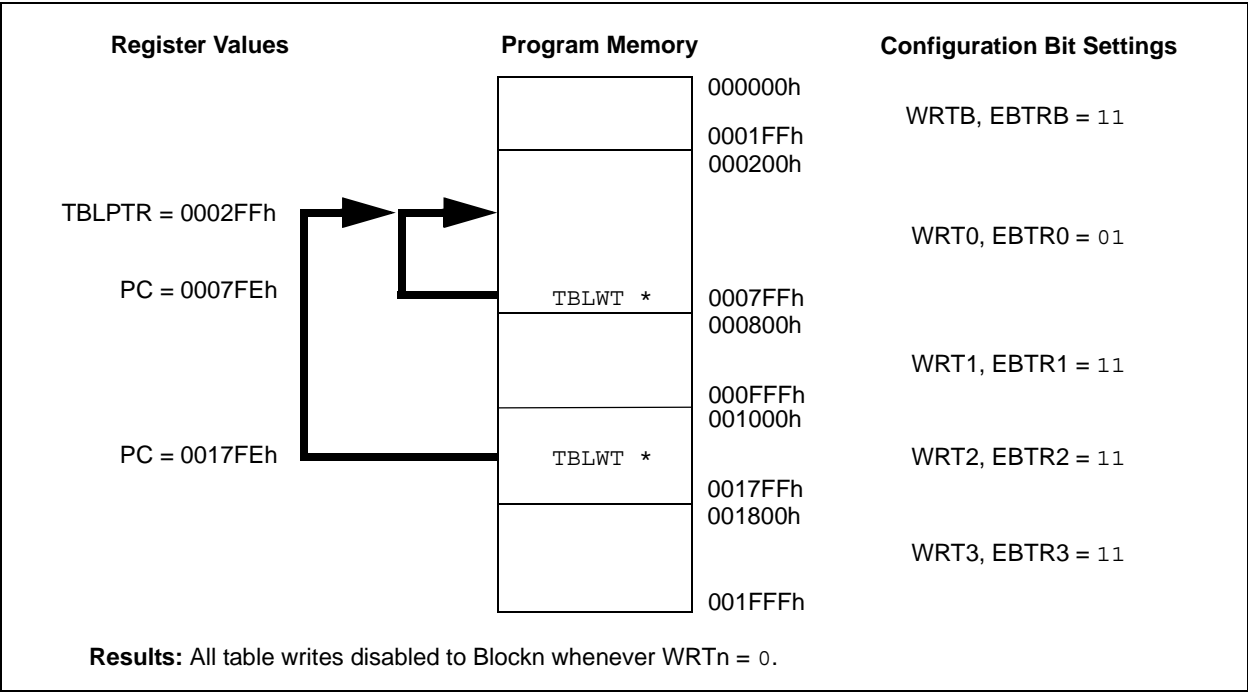 Register Values Program Memory Configuration Bit Settings
000000h
WRTB, EBTRB = 11
0001FFh
000200h
TBLPTR = 0002FFh
WRT0, EBTR0 = 01
PC = 0007FEh
TBLWT * 0007FFh
000800h
WRT1, EBTR1 = 11
000FFFh
001000h
PC = 0017FEh TBLWT * WRT2, EBTR2 = 11
0017FFh
001800h
WRT3, EBTR3 = 11
001FFFh
Results: All table writes disabled to Blockn whenever WRTn = 0.